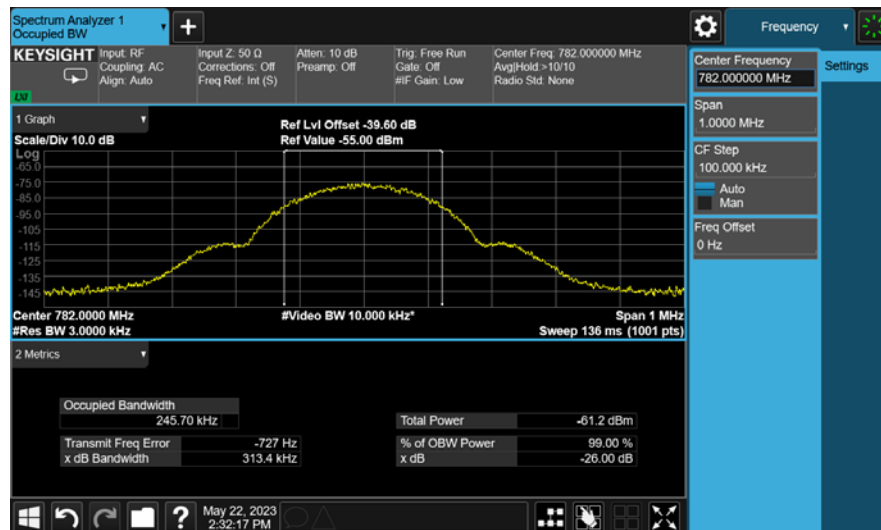 Spectrum Analyzer 1
Occupied BW
Frequency
KEYSIGHT
Input: RF
Coupling: AC
Align: Auto
Input Z: 50 Ω
Corrections: Off
Freq Ref: Int (S)
Atten: 10 dB
Preamp: Off
Trig: Free Run
Gate: Off
#IF Gain: Low
Center Freq: 782.000000 MHz
Avg|Hold:>10/10
Radio Std: None
LXI
Center Frequency
782.000000 MHz
Settings
Span
1.0000 MHz
CF Step
100.000 kHz
Auto
Man
Freq Offset
0 Hz
1 Graph
Scale/Div 10.0 dB
Ref Lvl Offset -39.60 dB
Ref Value -55.00 dBm
Log
-65.0
-75.0
-85.0
-95.0
-105
-115
-125
-135
-145
Center 782.0000 MHz
#Res BW 3.0000 kHz
#Video BW 10.000 kHz*
Span 1 MHz
Sweep 136 ms (1001 pts)
2 Metrics
Occupied Bandwidth
245.70 kHz
Total Power -61.2 dBm
Transmit Freq Error -727 Hz
% of OBW Power 99.00 %
x dB Bandwidth 313.4 kHz
x dB -26.00 dB
May 22, 2023
2:32:17 PM